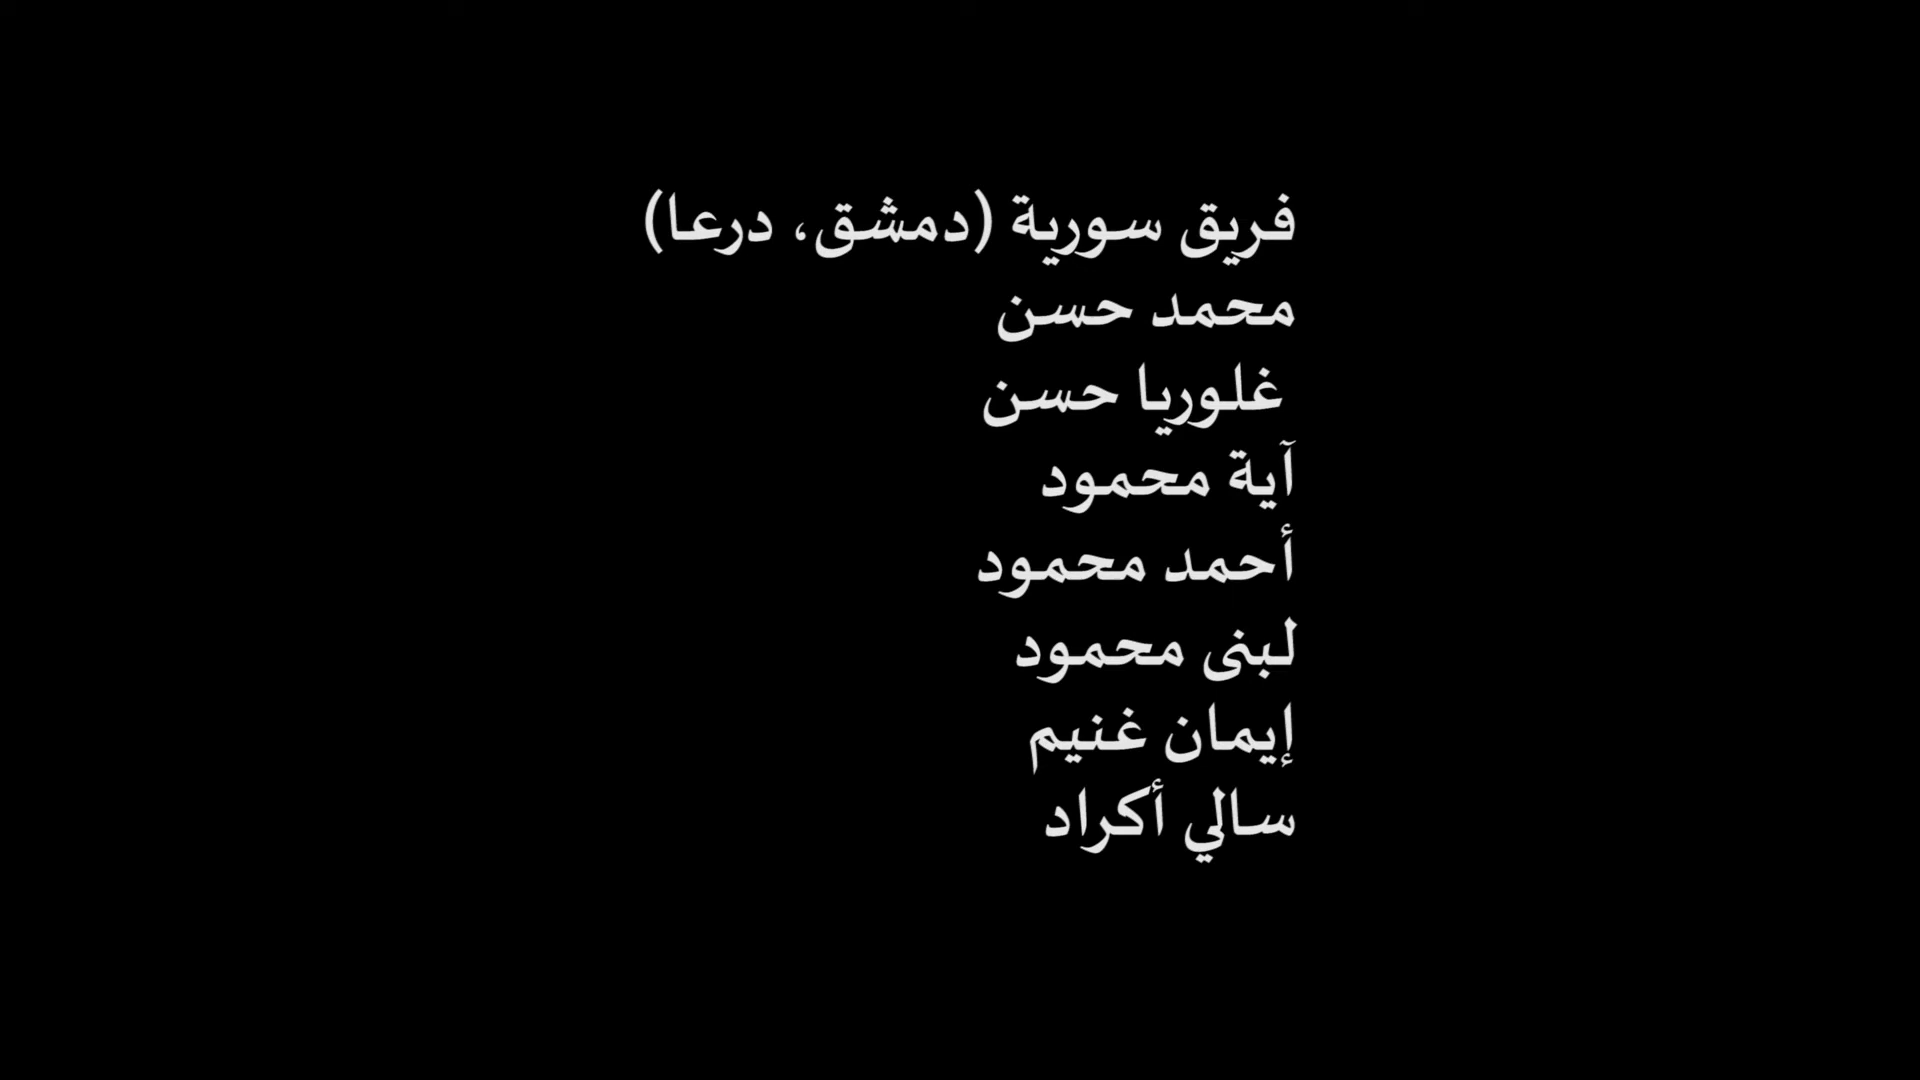 فريق سورية (دمشق، درعا)
محمد حسن
غلوريا حسن
آية محمود
أحمد محمود
لبنى محمود
إيمان غنيم
سالي أكراد